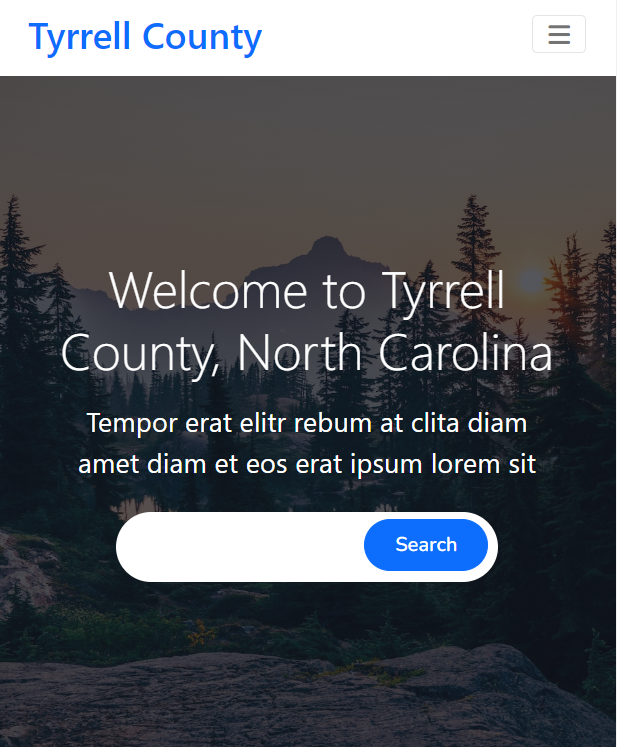 Tyrrell County
Welcome to Tyrrell
County, North Carolina
Tempor erat elitr rebum at clita diam
amet diam et eos erat ipsum lorem sit
Search